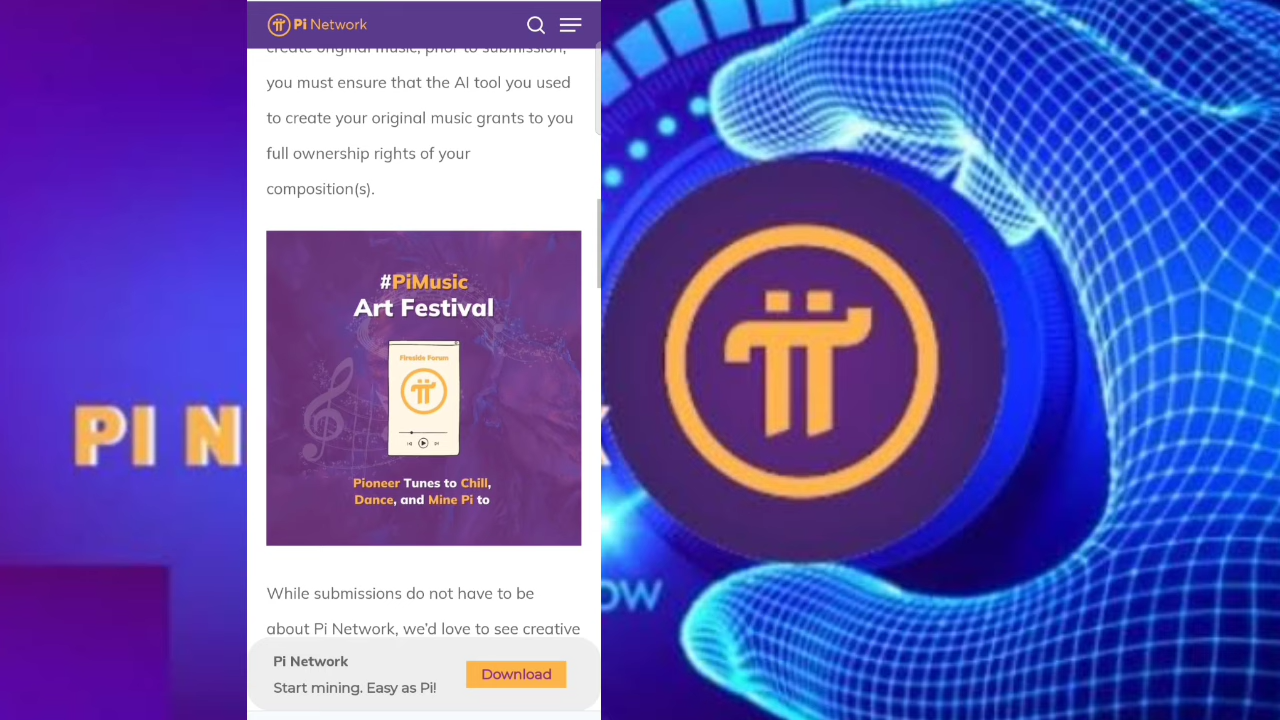 Pi Network
create original music, prior to submission,
you must ensure that the AI tool you used
to create your original music grants to you
full ownership rights of your
composition(s).
#PiMusic
Art Festival
Fireside Forum
Pioneer Tunes to Chill,
Dance, and Mine Pi to
While submissions do not have to be
about Pi Network, we'd love to see creative
Pi Network
Start mining. Easy as Pi!
Download
PI N
OW